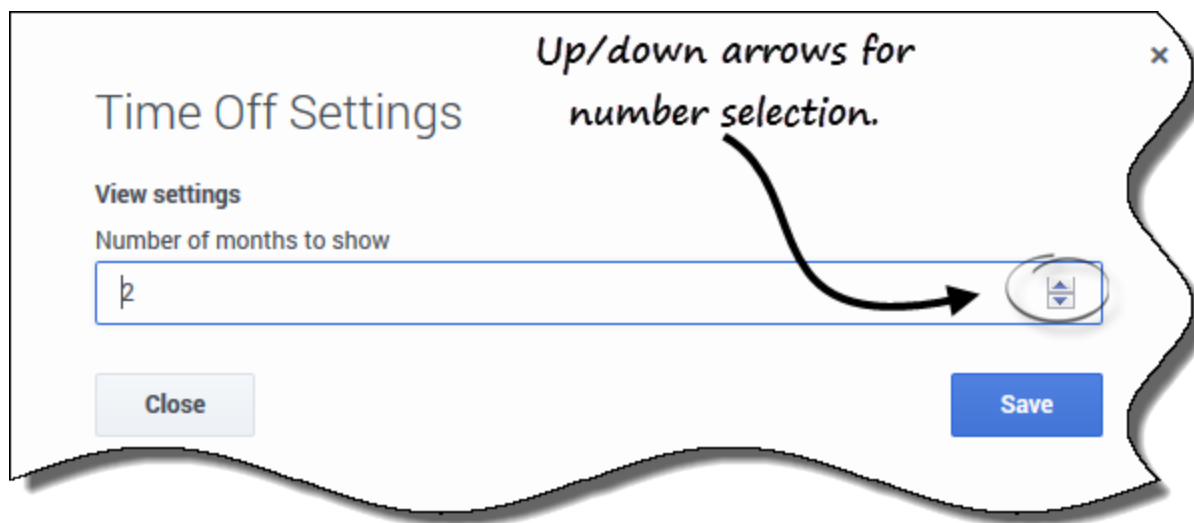 Up/down arrows for
number selection.
×
Time Off Settings
View settings
Number of months to show
2
Close
Save